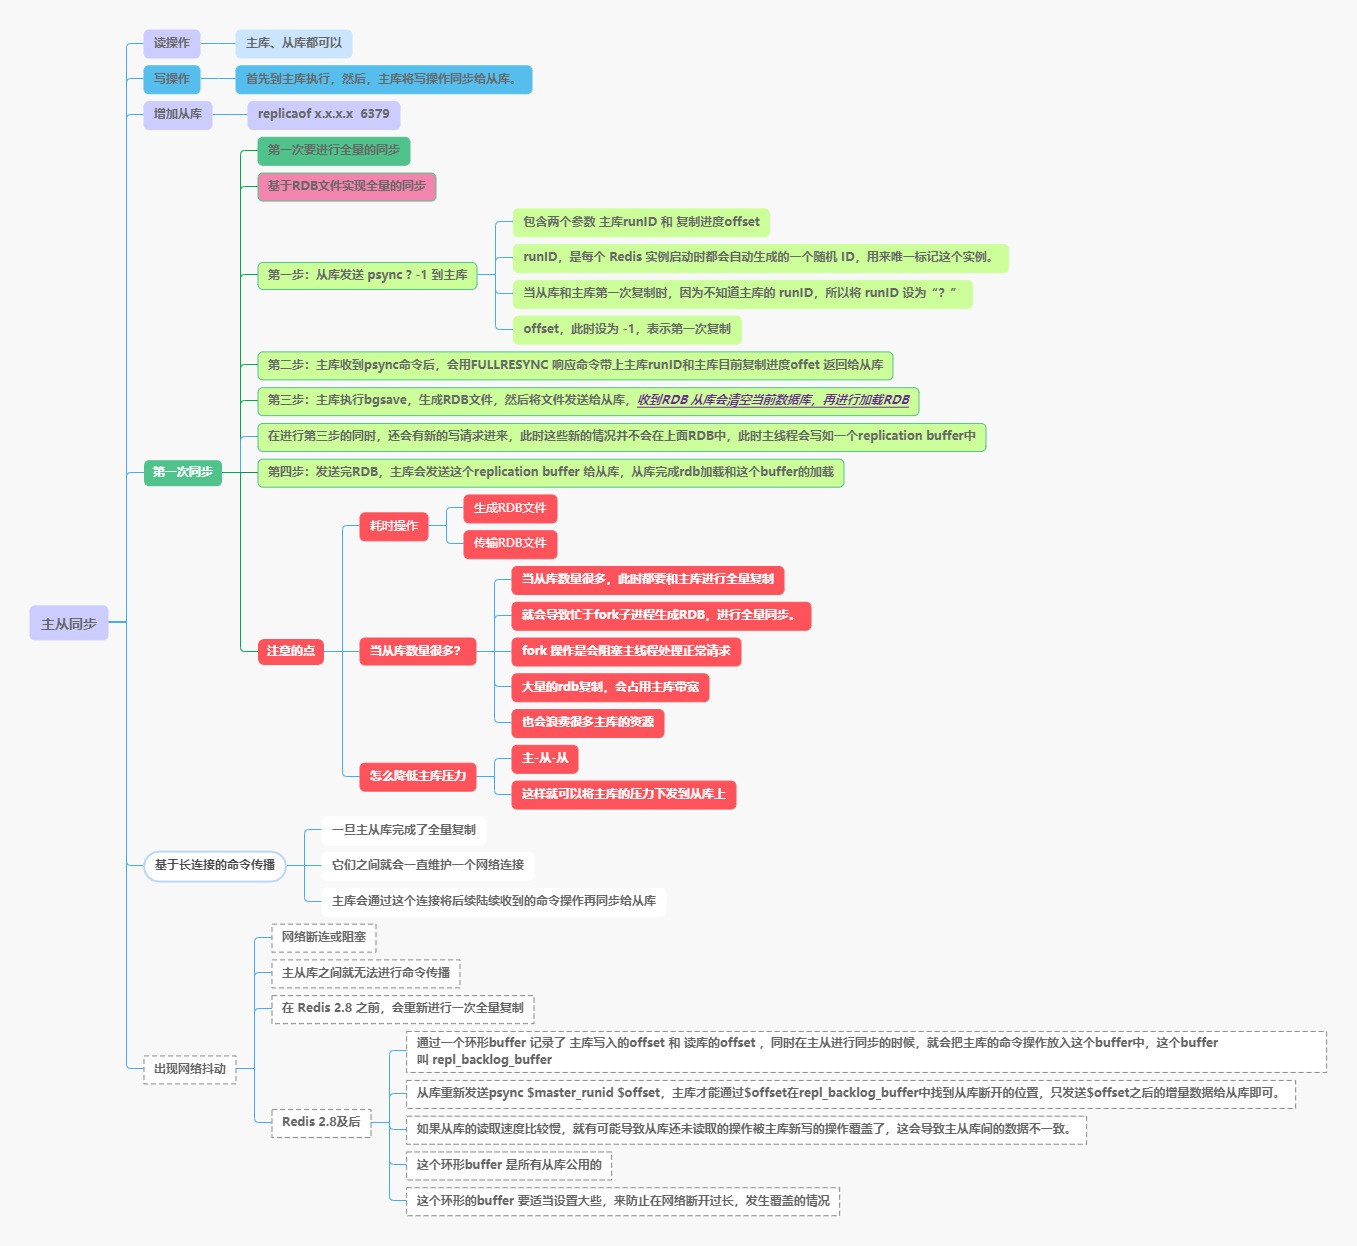 主从同步
读操作
主库、从库都可以
写操作
首先到主库执行，然后，主库将写操作同步给从库。
增加从库
replicaof x.x.x.x  6379
第一次同步
第一次要进行全量的同步
基于RDB文件实现全量的同步
第一步：从库发送 psync ? -1 到主库
包含两个参数 主库runID 和 复制进度offset
runID，是每个 Redis 实例启动时都会自动生成的一个随机 ID，用来唯一标记这个实例。
当从库和主库第一次复制时，因为不知道主库的 runID，所以将 runID 设为“？”
offset，此时设为 -1，表示第一次复制
第二步：主库收到psync命令后，会用FULLRESYNC 响应命令带上主库runID和主库目前复制进度offet 返回给从库
第三步：主库执行bgsave，生成RDB文件，然后将文件发送给从库，收到RDB 从库会清空当前数据库，再进行加载RDB
在进行第三步的同时，还会有新的写请求进来，此时这些新的情况并不会在上面RDB中，此时主线程会写如一个replication buffer中
第四步：发送完RDB，主库会发送这个replication buffer 给从库，从库完成rdb加载和这个buffer的加载
注意的点
耗时操作
生成RDB文件
传输RDB文件
当从库数量很多？
当从库数量很多，此时都要和主库进行全量复制
就会导致忙于fork子进程生成RDB，进行全量同步。
fork 操作是会阻塞主线程处理正常请求
大量的rdb复制，会占用主库带宽
也会浪费很多主库的资源
怎么降低主库压力
主-从-从
这样就可以将主库的压力下发到从库上
基于长连接的命令传播
一旦主从库完成了全量复制
它们之间就会一直维护一个网络连接
主库会通过这个连接将后续陆续收到的命令操作再同步给从库
出现网络抖动
网络断连或阻塞
主从库之间就无法进行命令传播
在 Redis 2.8 之前，会重新进行一次全量复制
Redis 2.8及后
通过一个环形buffer 记录了 主库写入的offset 和 读库的offset ，同时在主从进行同步的时候，就会把主库的命令操作放入这个buffer中，这个buffer
叫 repl_backlog_buffer
从库重新发送psync $master_runid $offset，主库才能通过$offset在repl_backlog_buffer中找到从库断开的位置，只发送$offset之后的增量数据给从库即可。
如果从库的读取速度比较慢，就有可能导致从库还未读取的操作被主库新写的操作覆盖了，这会导致主从库间的数据不一致。
这个环形buffer 是所有从库公用的
这个环形的buffer 要适当设置大些，来防止在网络断开过长，发生覆盖的情况